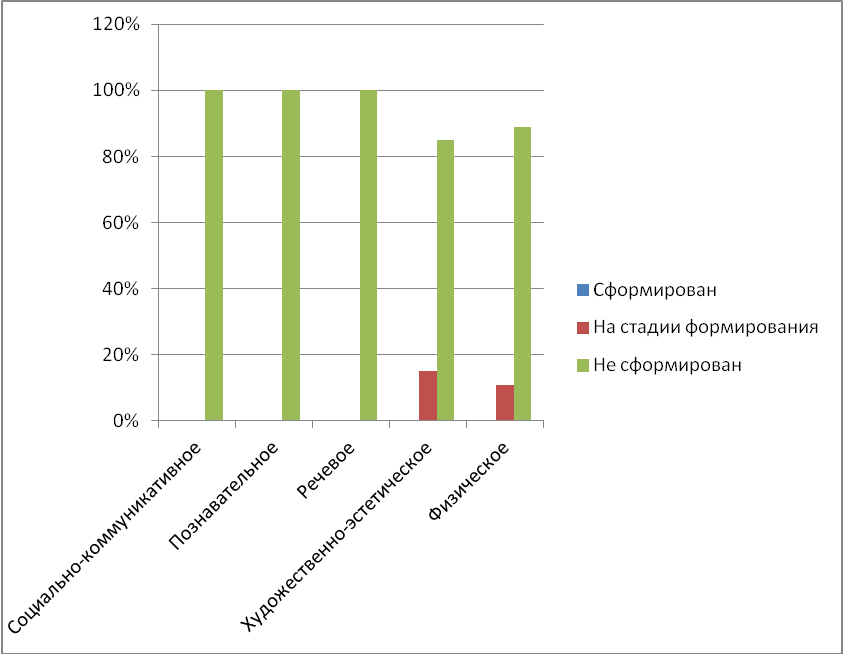 120%
100%
80%
60%
40%
20%
0%
Социально-коммуникативное
Познавательное
Речевое
Художественно-эстетическое
Физическое
Сформирован
На стадии формирования
Не сформирован